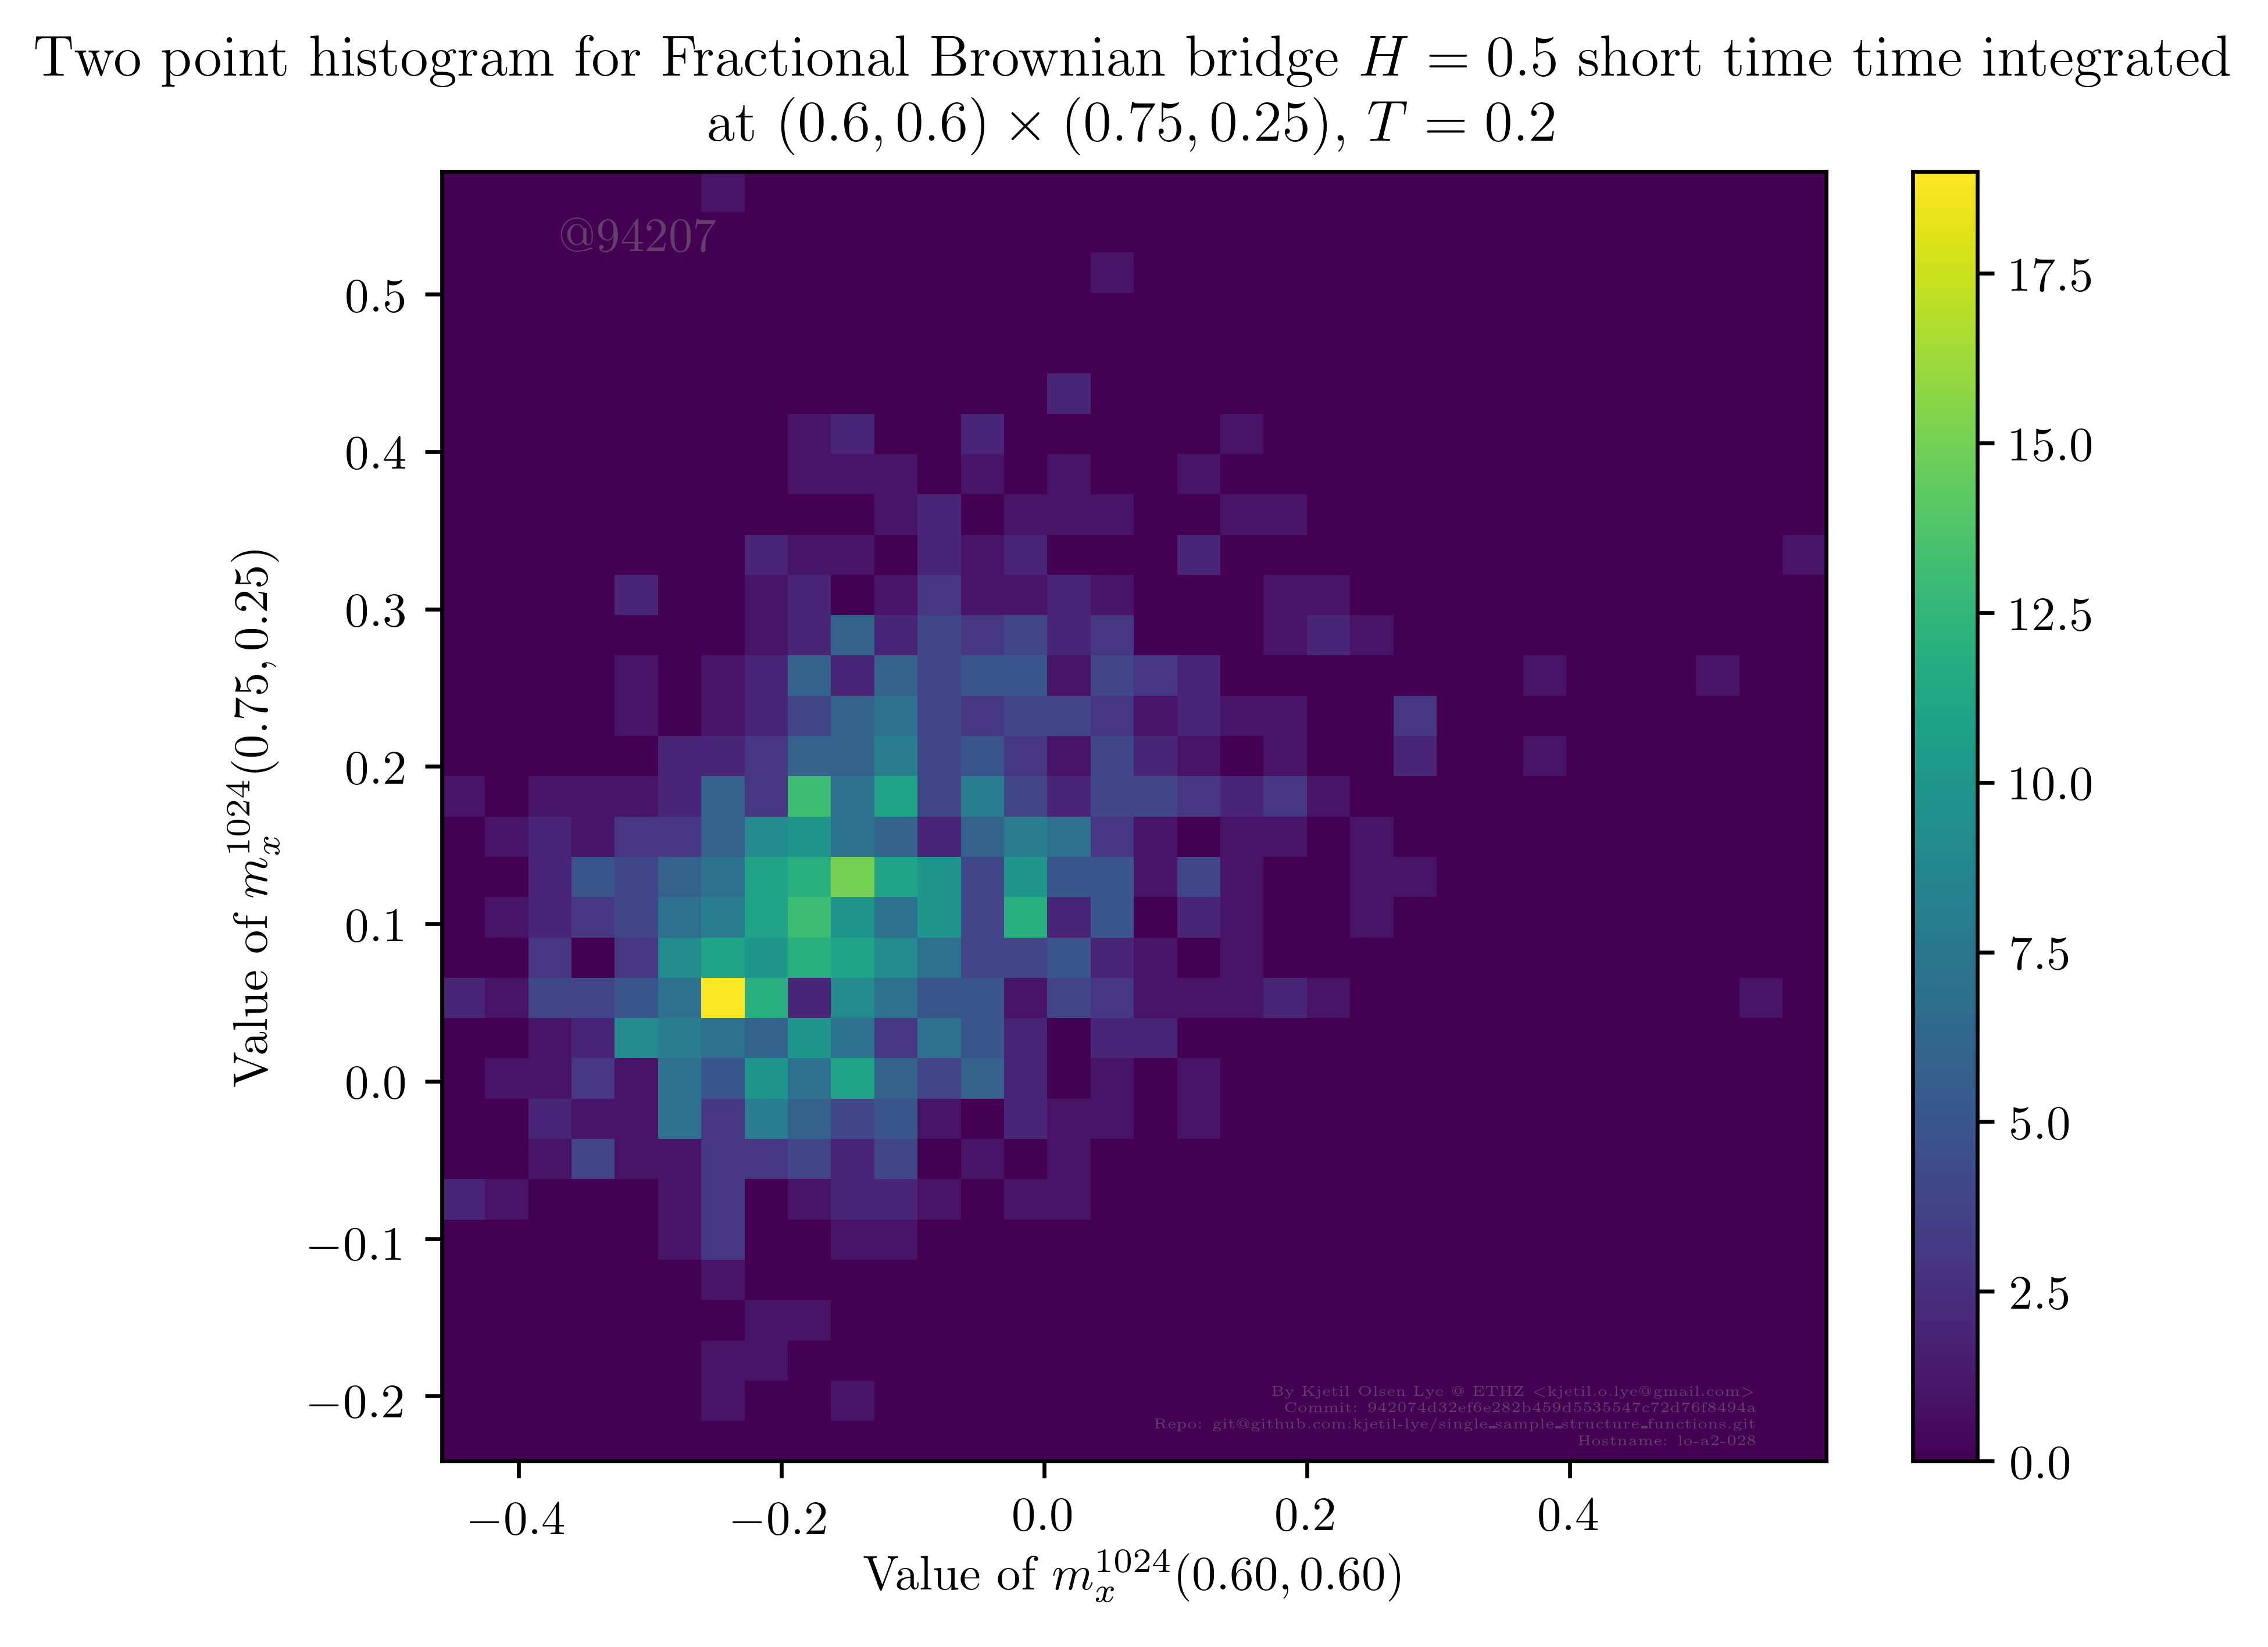 Two point histogram for Fractional Brownian bridge H = 0.5 short time time integrated
at (0.6, 0.6) × (0.75, 0.25), T = 0.2
@94207
0.5
0.4
0.3
0.2
0.1
0.0
−0.1
−0.2
Value of m_x^{1024}(0.75, 0.25)
17.5
15.0
12.5
10.0
7.5
5.0
2.5
0.0
By Kjetil Olsen Lye @ ETHZ <kjetil.o.lye@gmail.com>
Commit: 942074d32ef6e282b459d5535547c72d76f8494a
Repo: git@github.com:kjetil-lye/single_sample_structure_functions.git
Hostname: lo-a2-028
−0.4
−0.2
0.0
0.2
0.4
Value of m_x^{1024}(0.60, 0.60)